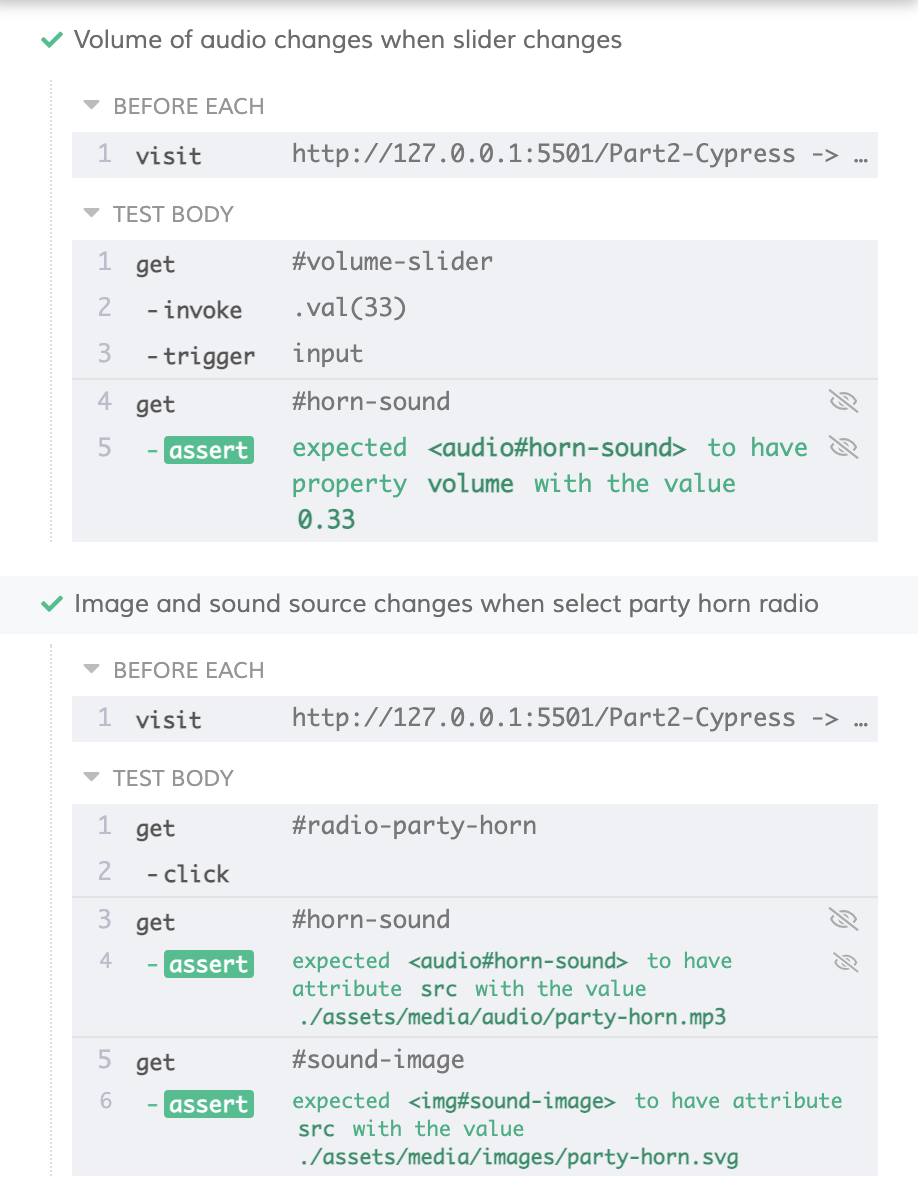 Volume of audio changes when slider changes
BEFORE EACH
1 visit http://127.0.0.1:5501/Part2-Cypress -> …
TEST BODY
1 get #volume-slider
2 -invoke .val(33)
3 -trigger input
4 get #horn-sound
5 -assert expected <audio#horn-sound> to have
property volume with the value
0.33
Image and sound source changes when select party horn radio
BEFORE EACH
1 visit http://127.0.0.1:5501/Part2-Cypress -> …
TEST BODY
1 get #radio-party-horn
2 -click
3 get #horn-sound
4 -assert expected <audio#horn-sound> to have
attribute src with the value
./assets/media/audio/party-horn.mp3
5 get #sound-image
6 -assert expected <img#sound-image> to have attribute
src with the value
./assets/media/images/party-horn.svg